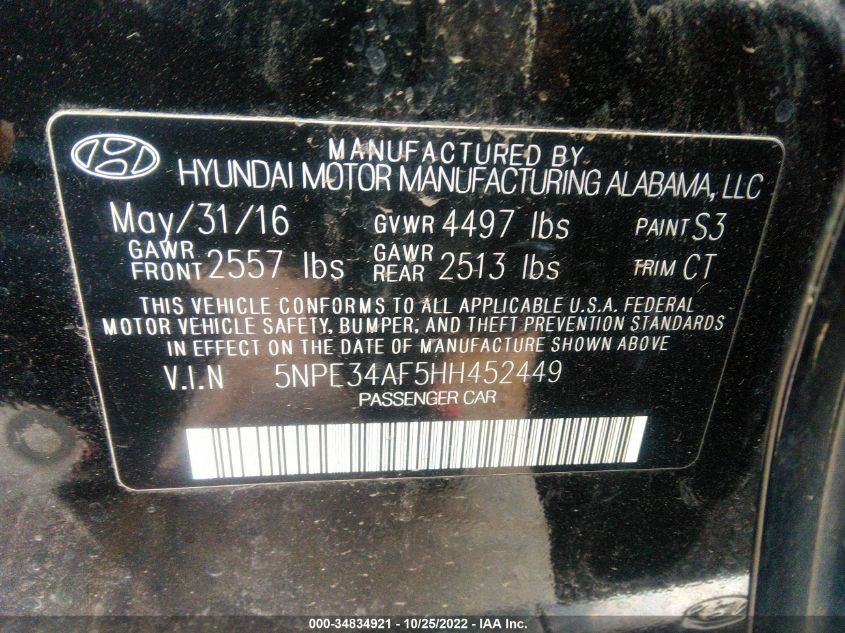 MANUFACTURED BY
HYUNDAI MOTOR MANUFACTURING ALABAMA, LLC
May/31/16 GVWR 4497 lbs PAINT S3
GAWR FRONT 2557 lbs GAWR REAR 2513 lbs TRIM CT
THIS VEHICLE CONFORMS TO ALL APPLICABLE U.S.A. FEDERAL
MOTOR VEHICLE SAFETY, BUMPER, AND THEFT PREVENTION STANDARDS
IN EFFECT ON THE DATE OF MANUFACTURE SHOWN ABOVE
V.I.N 5NPE34AF5HH452449
PASSENGER CAR
000-34834921 - 10/25/2022 - IAA Inc.